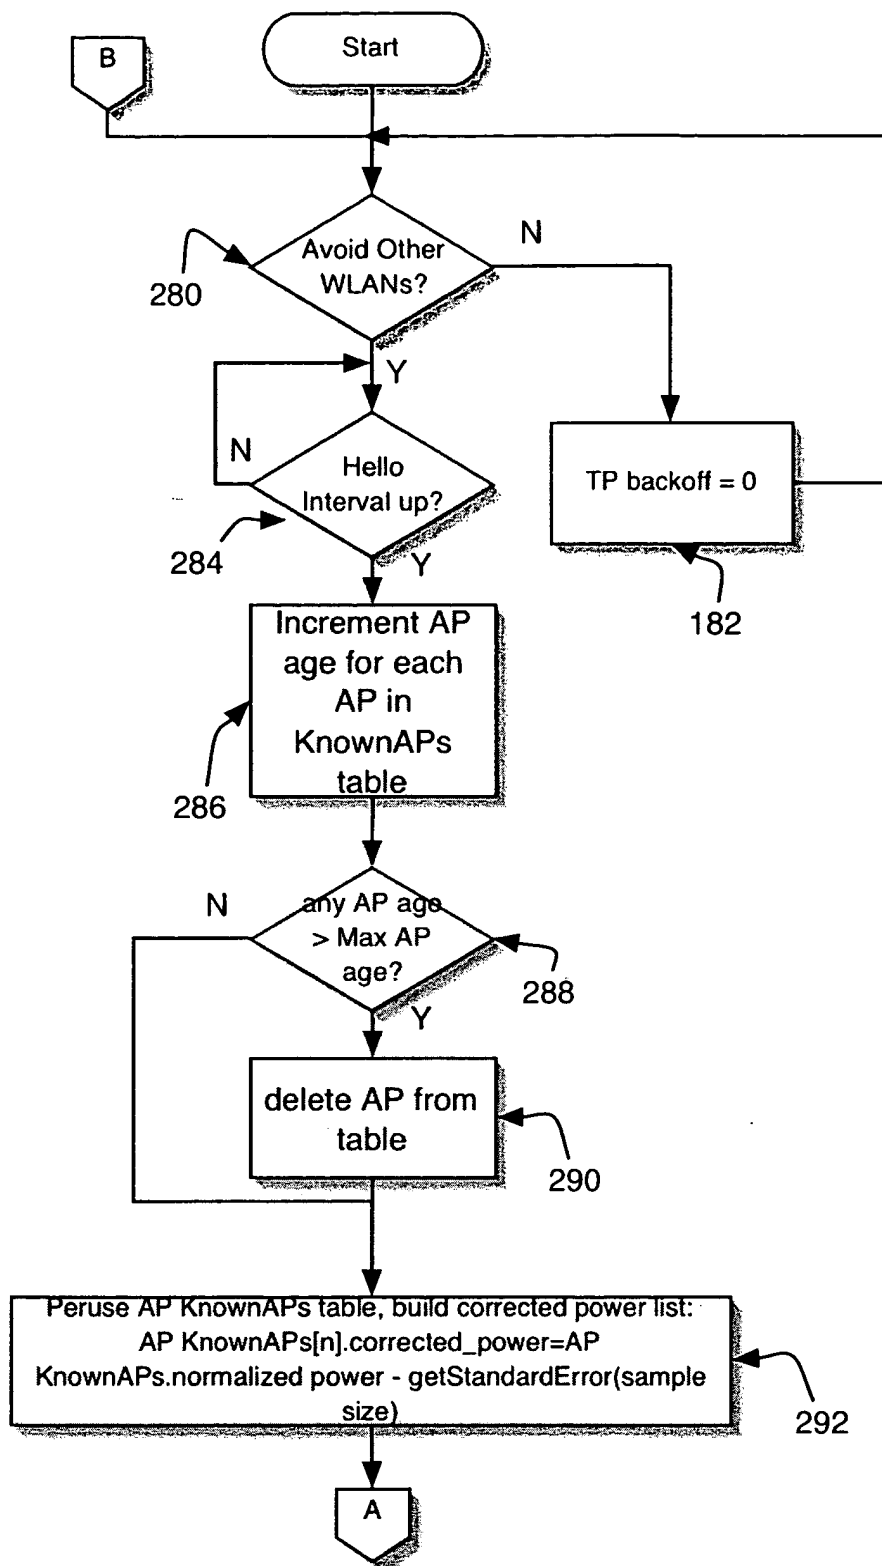 B
Start
Avoid Other
WLANs?
N
280
Y
N
Hello
Interval up?
TP backoff = 0
284
Y
182
Increment AP
age for each
AP in
KnownAPs
table
286
N
any AP age
> Max AP
age?
288
Y
delete AP from
table
290
Peruse AP KnownAPs table, build corrected power list:
AP KnownAPs[n].corrected_power=AP
KnownAPs.normalized power - getStandardError(sample
size)
292
A